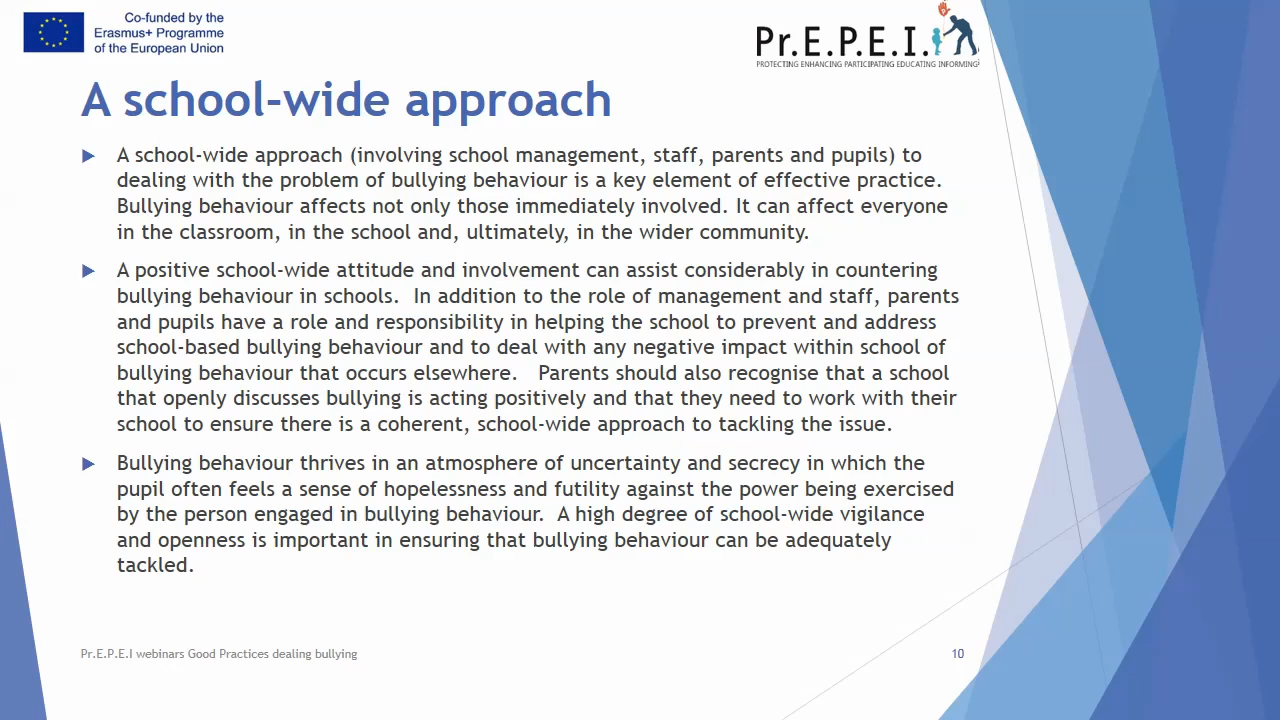 Co-funded by the
Erasmus+ Programme
of the European Union
Pr.E.P.E.I.
PROTECTING ENHANCING PARTICIPATING EDUCATING INFORMING
A school-wide approach
A school-wide approach (involving school management, staff, parents and pupils) to
dealing with the problem of bullying behaviour is a key element of effective practice.
Bullying behaviour affects not only those immediately involved. It can affect everyone
in the classroom, in the school and, ultimately, in the wider community.
A positive school-wide attitude and involvement can assist considerably in countering
bullying behaviour in schools.  In addition to the role of management and staff, parents
and pupils have a role and responsibility in helping the school to prevent and address
school-based bullying behaviour and to deal with any negative impact within school of
bullying behaviour that occurs elsewhere.   Parents should also recognise that a school
that openly discusses bullying is acting positively and that they need to work with their
school to ensure there is a coherent, school-wide approach to tackling the issue.
Bullying behaviour thrives in an atmosphere of uncertainty and secrecy in which the
pupil often feels a sense of hopelessness and futility against the power being exercised
by the person engaged in bullying behaviour.  A high degree of school-wide vigilance
and openness is important in ensuring that bullying behaviour can be adequately
tackled.
Pr.E.P.E.I webinars Good Practices dealing bullying
10